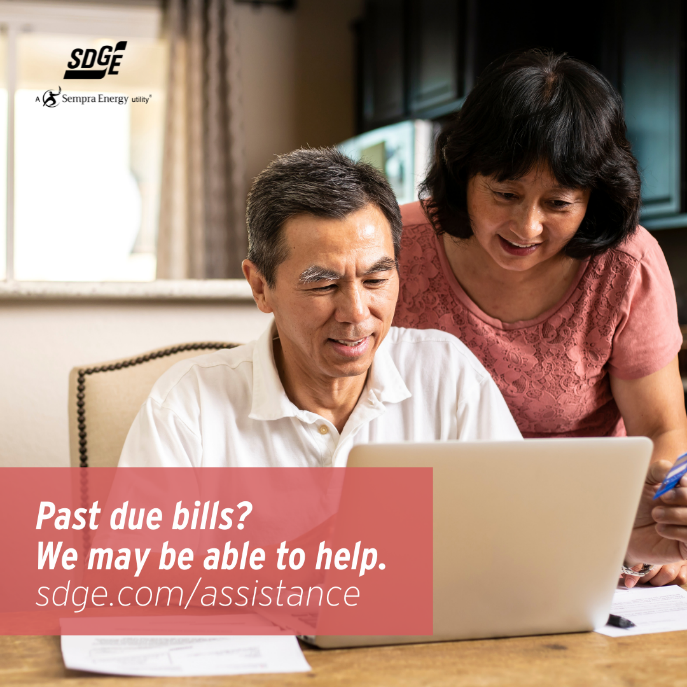 SDGE
A Sempra Energy utility®
Past due bills?
We may be able to help.
sdge.com/assistance